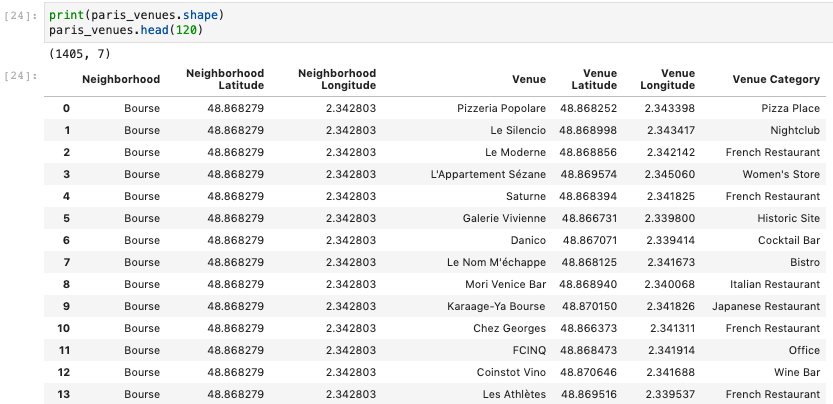 [24]: print(paris_venues.shape)
paris_venues.head(120)
(1405, 7)
[24]: Neighborhood Neighborhood Latitude Neighborhood Longitude Venue Venue Latitude Venue Longitude Venue Category
0 Bourse 48.868279 2.342803 Pizzeria Popolare 48.868252 2.343398 Pizza Place
1 Bourse 48.868279 2.342803 Le Silencio 48.868998 2.343417 Nightclub
2 Bourse 48.868279 2.342803 Le Moderne 48.868856 2.342142 French Restaurant
3 Bourse 48.868279 2.342803 L'Appartement Sézane 48.869574 2.345060 Women's Store
4 Bourse 48.868279 2.342803 Saturne 48.868394 2.341825 French Restaurant
5 Bourse 48.868279 2.342803 Galerie Vivienne 48.866731 2.339800 Historic Site
6 Bourse 48.868279 2.342803 Danico 48.867071 2.339414 Cocktail Bar
7 Bourse 48.868279 2.342803 Le Nom M'échappe 48.868125 2.341673 Bistro
8 Bourse 48.868279 2.342803 Mori Venice Bar 48.868940 2.340068 Italian Restaurant
9 Bourse 48.868279 2.342803 Karaage-Ya Bourse 48.870150 2.341826 Japanese Restaurant
10 Bourse 48.868279 2.342803 Chez Georges 48.866373 2.341311 French Restaurant
11 Bourse 48.868279 2.342803 FCINQ 48.868473 2.341914 Office
12 Bourse 48.868279 2.342803 Coinstot Vino 48.870646 2.341688 Wine Bar
13 Bourse 48.868279 2.342803 Les Athlètes 48.869516 2.339537 French Restaurant